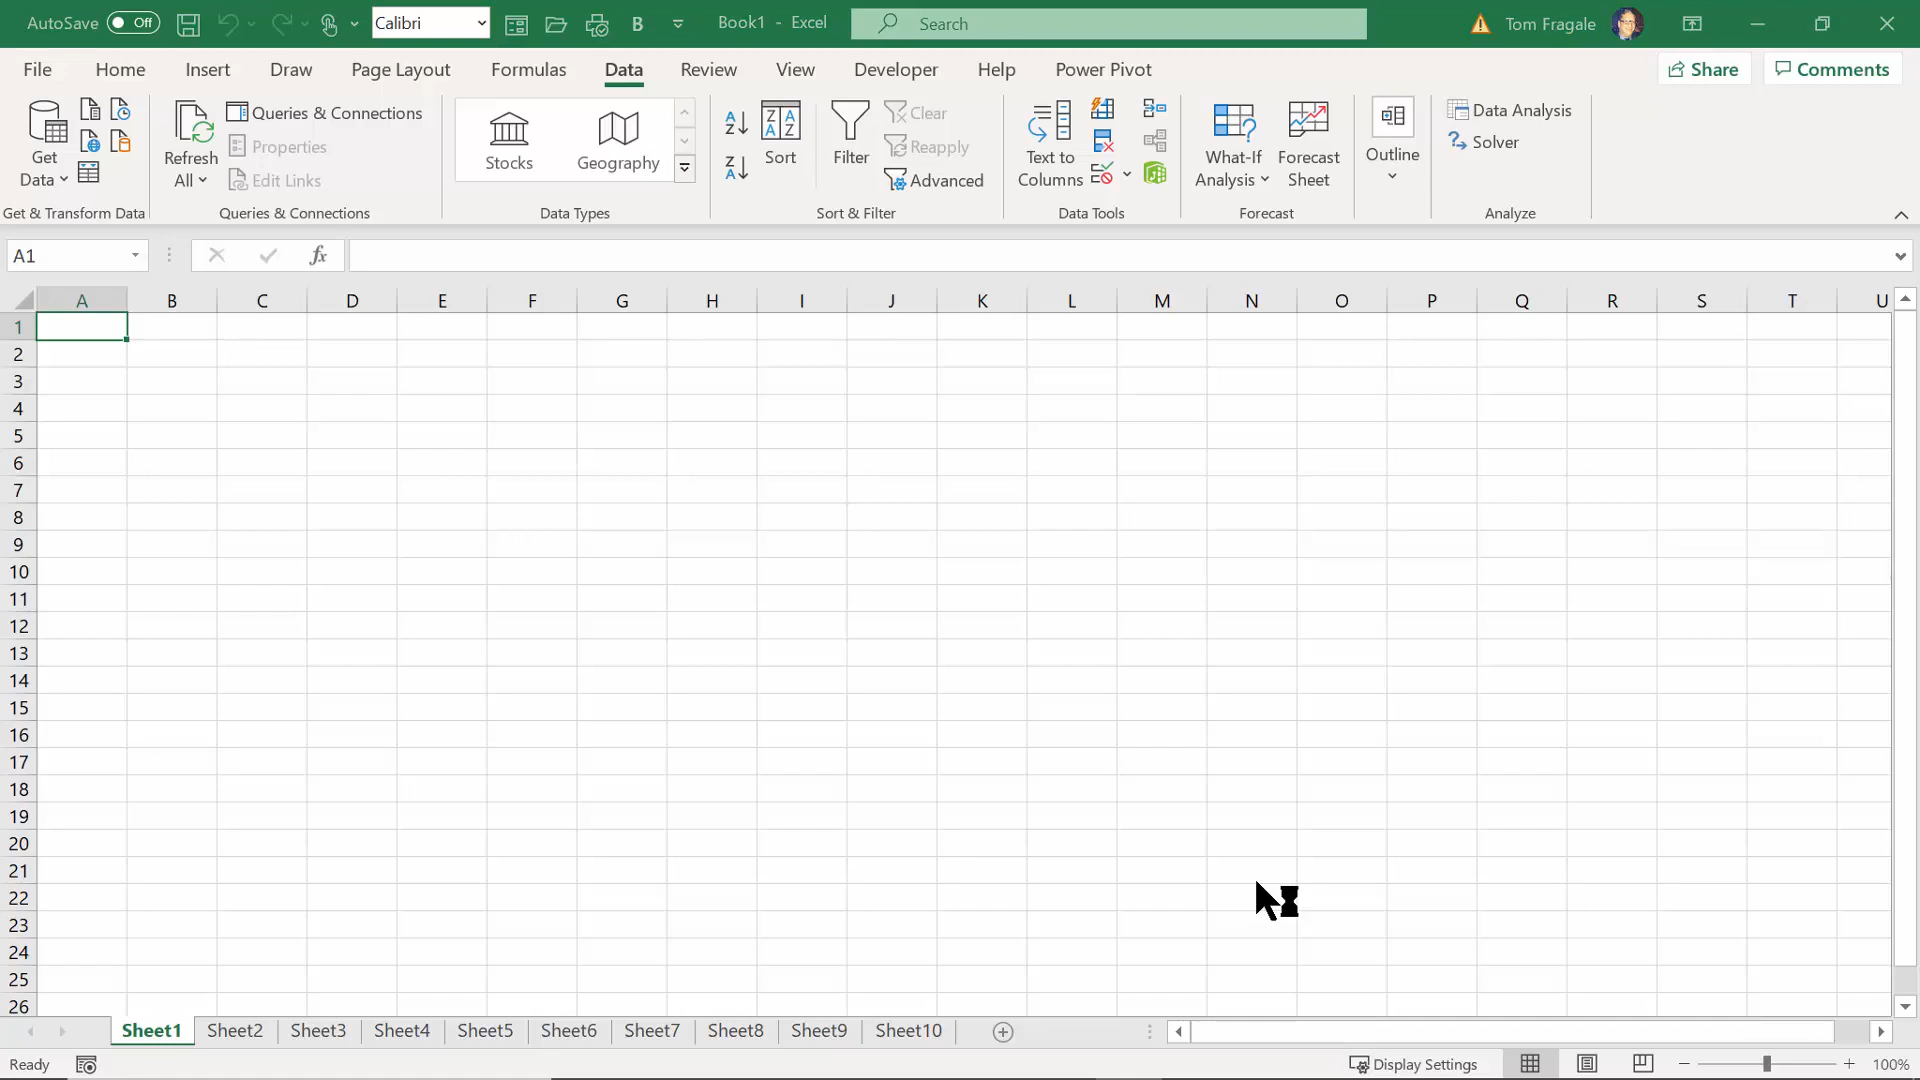 AutoSave Off Calibri B Book1 - Excel Search Tom Fragale
File Home Insert Draw Page Layout Formulas Data Review View Developer Help Power Pivot Share Comments
Get Data
Refresh All
Queries & Connections
Properties
Edit Links
Stocks
Geography
Sort
Filter
Clear
Reapply
Advanced
Text to Columns
What-If Analysis
Forecast Sheet
Outline
Data Analysis
Solver
Get & Transform Data Queries & Connections Data Types Sort & Filter Data Tools Forecast Analyze
A1 fx
A B C D E F G H I J K L M N O P Q R S T U
1
2
3
4
5
6
7
8
9
10
11
12
13
14
15
16
17
18
19
20
21
22
23
24
25
26
Sheet1 Sheet2 Sheet3 Sheet4 Sheet5 Sheet6 Sheet7 Sheet8 Sheet9 Sheet10
Ready Display Settings 100%